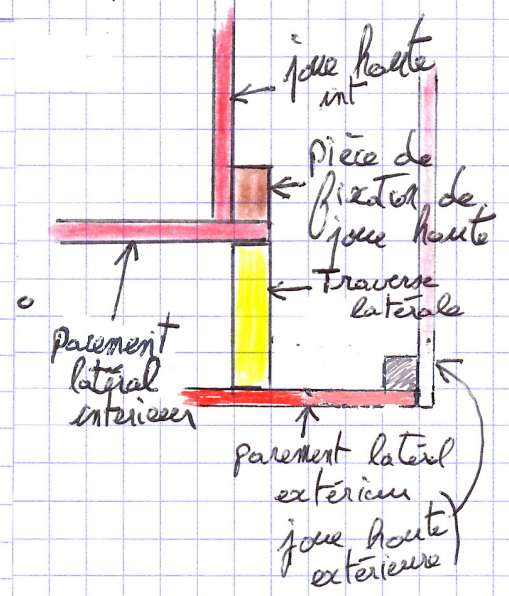 joue haute
int
pièce de
fixation de
joue haute
Traverse
latérale
parement
latéral
interieur
parement latéral
extérieur
joue haute
extérieure